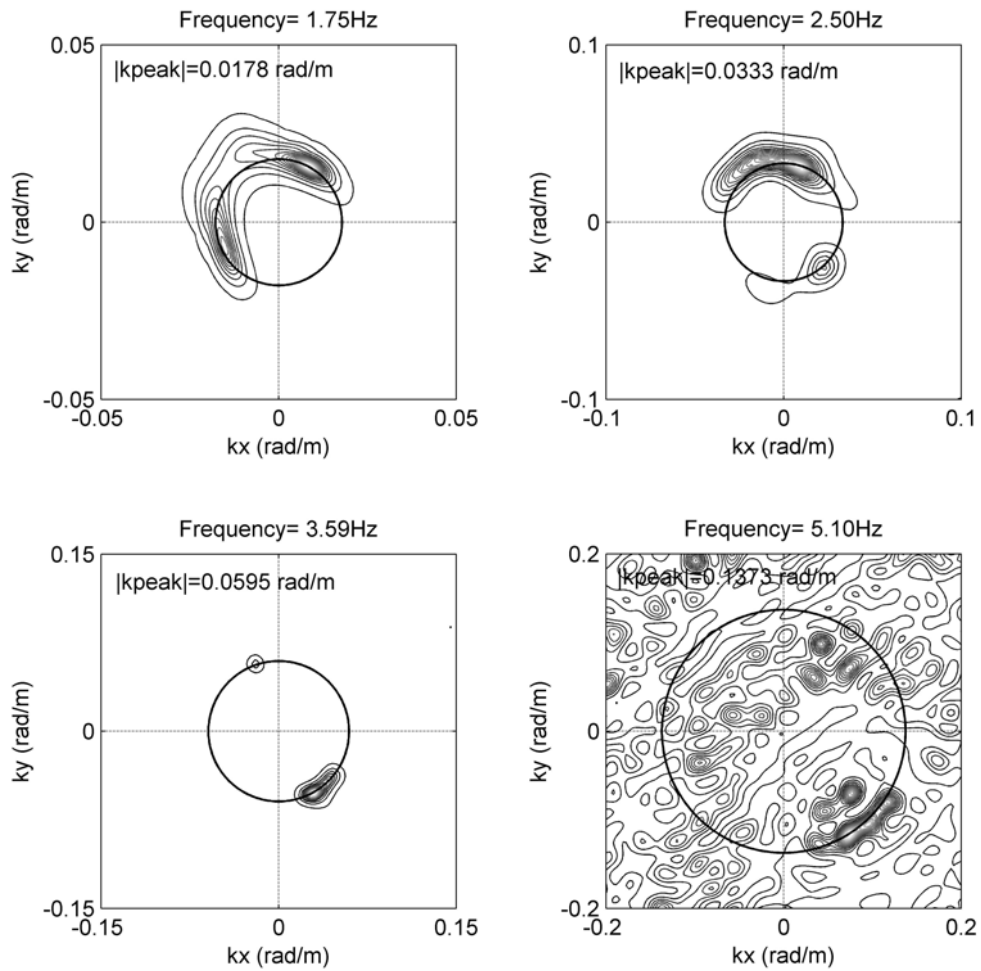 Frequency= 1.75Hz
0.05
|kpeak|=0.0178 rad/m
ky (rad/m)
0
-0.05
-0.05
0
0.05
kx (rad/m)
Frequency= 2.50Hz
0.1
|kpeak|=0.0333 rad/m
ky (rad/m)
0
-0.1
-0.1
0
0.1
kx (rad/m)
Frequency= 3.59Hz
0.15
|kpeak|=0.0595 rad/m
ky (rad/m)
0
-0.15
-0.15
0
0.15
kx (rad/m)
Frequency= 5.10Hz
0.2
|kpeak|=0.1373 rad/m
ky (rad/m)
0
-0.2
-0.2
0
0.2
kx (rad/m)